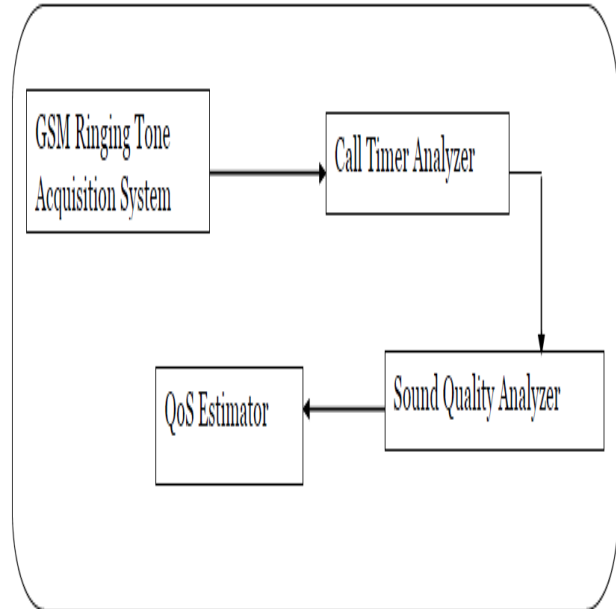 GSM Ringing Tone
Acquisition System
Call Timer Analyzer
Sound Quality Analyzer
QoS Estimator